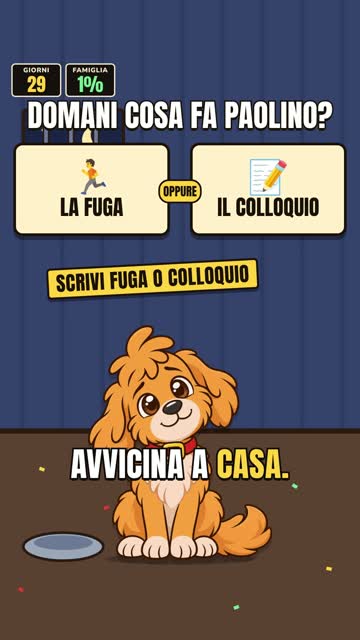 GIORNI
29
FAMIGLIA
1%
DOMANI COSA FA PAOLINO?
LA FUGA
OPPURE
IL COLLOQUIO
SCRIVI FUGA O COLLOQUIO
AVVICINA A CASA.